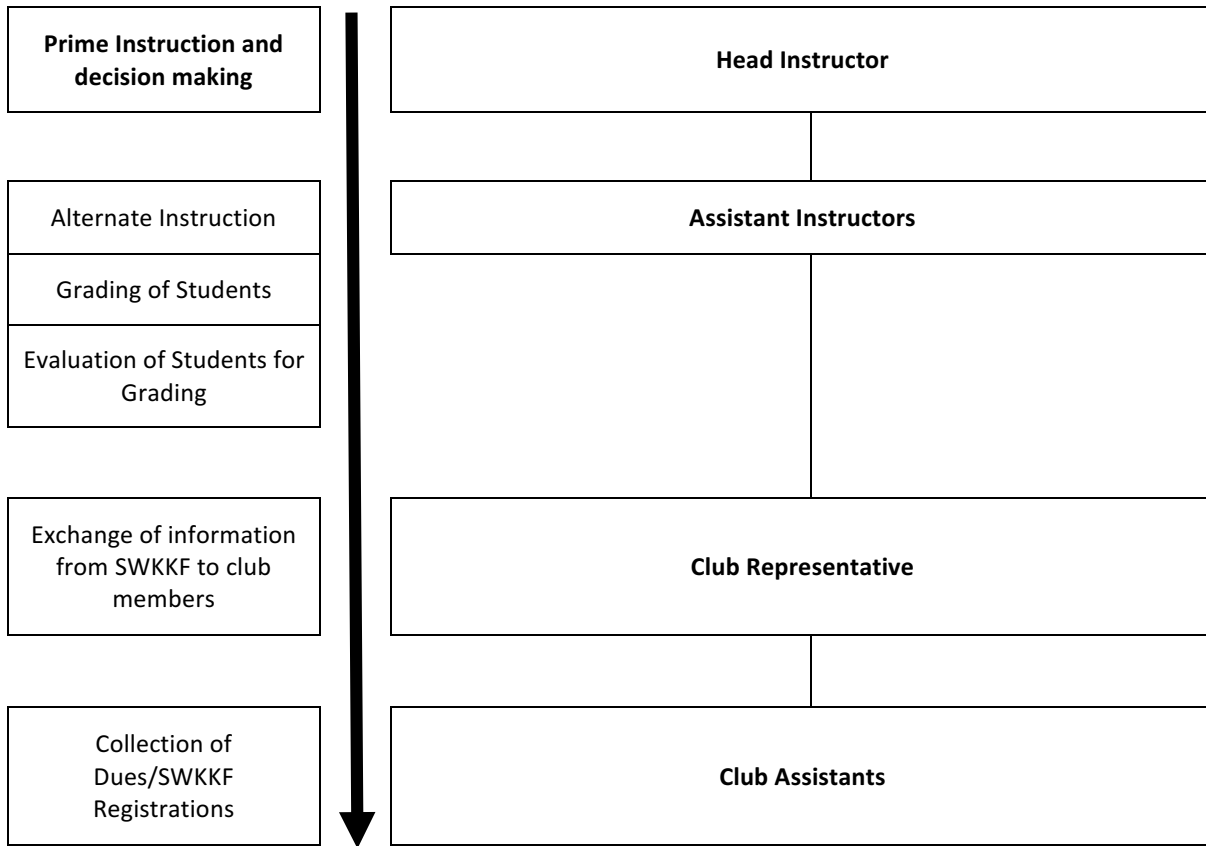 Prime Instruction and
decision making
Head Instructor
Alternate Instruction
Assistant Instructors
Grading of Students
Evaluation of Students for
Grading
Exchange of information
from SWKKF to club
members
Club Representative
Collection of
Dues/SWKKF
Registrations
Club Assistants